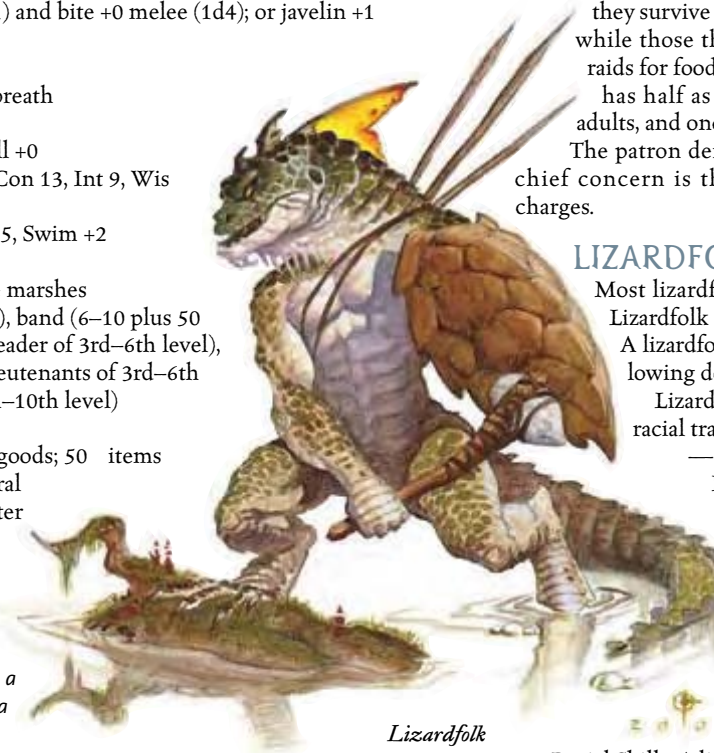 ) and bite +0 melee (1d4); or javelin +1
breath
ll +0
Con 13, Int 9, Wis
5, Swim +2
marshes
), band (6–10 plus 50
eader of 3rd–6th level),
eutenants of 3rd–6th
–10th level)
goods; 50 items
ral
ter
a
a
they survive
while those th
raids for food
has half as
adults, and one
The patron dei
chief concern is th
charges.
LIZARDFO
Most lizardf
Lizardfolk
A lizardfo
lowing de
Lizard
racial tra
—
Lizardfolk